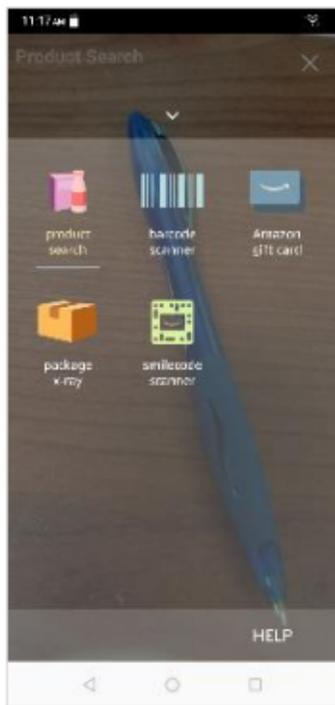 11:17 AM
Product Search
product
search
barcode
scanner
Amazon
gift card
package
x-ray
smilecode
scanner
HELP